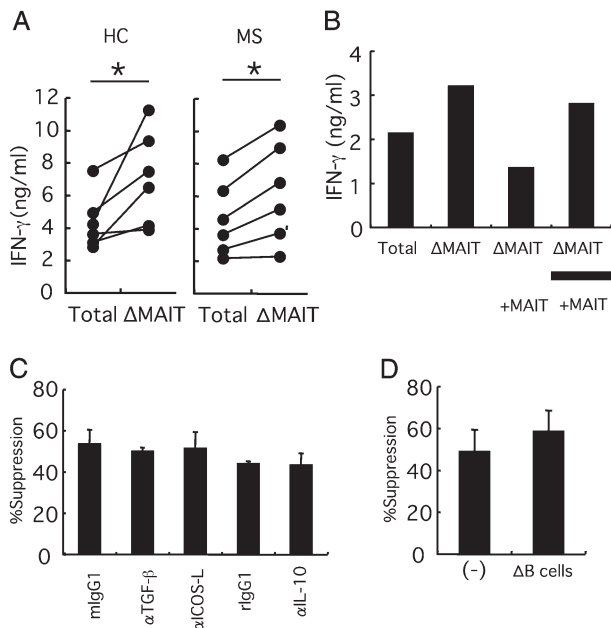 A
HC
MS
*
*
IFN-γ (ng/ml)
12
10
8
6
4
2
0
Total ΔMAIT
Total ΔMAIT
B
IFN-γ (ng/ml)
4
3
2
1
0
Total ΔMAIT ΔMAIT ΔMAIT
+MAIT +MAIT
C
%Suppression
80
60
40
20
0
mIgG1
αTGF-β
αICOS-L
rIgG1
αIL-10
D
%Suppression
80
60
40
20
0
(-)
ΔB cells